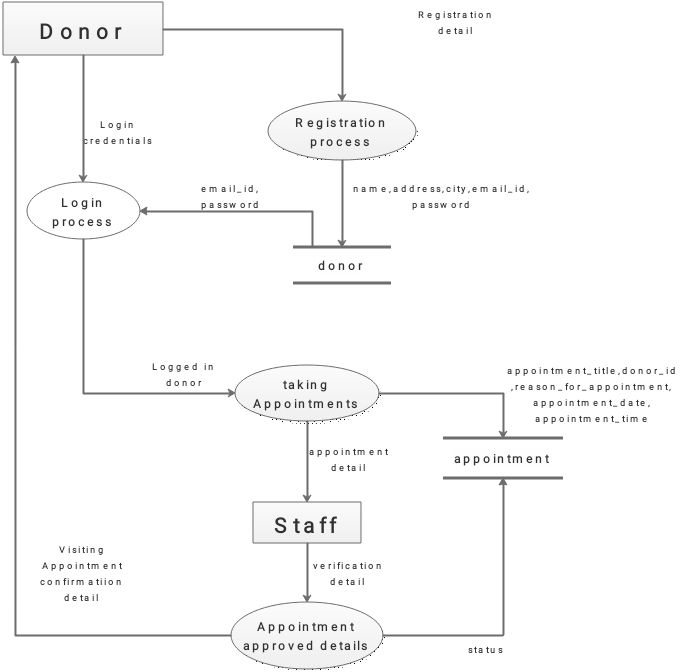 Donor
Registration
detail
Registration
process
Login
credentials
Login
process
email_id,
password
name,address,city,email_id,
password
donor
Logged in
donor
taking
Appointments
appointment_title,donor_id
,reason_for_appointment,
appointment_date,
appointment_time
appointment
appointment
detail
Staff
verification
detail
Visiting
Appointment
confirmatiion
detail
Appointment
approved details
status